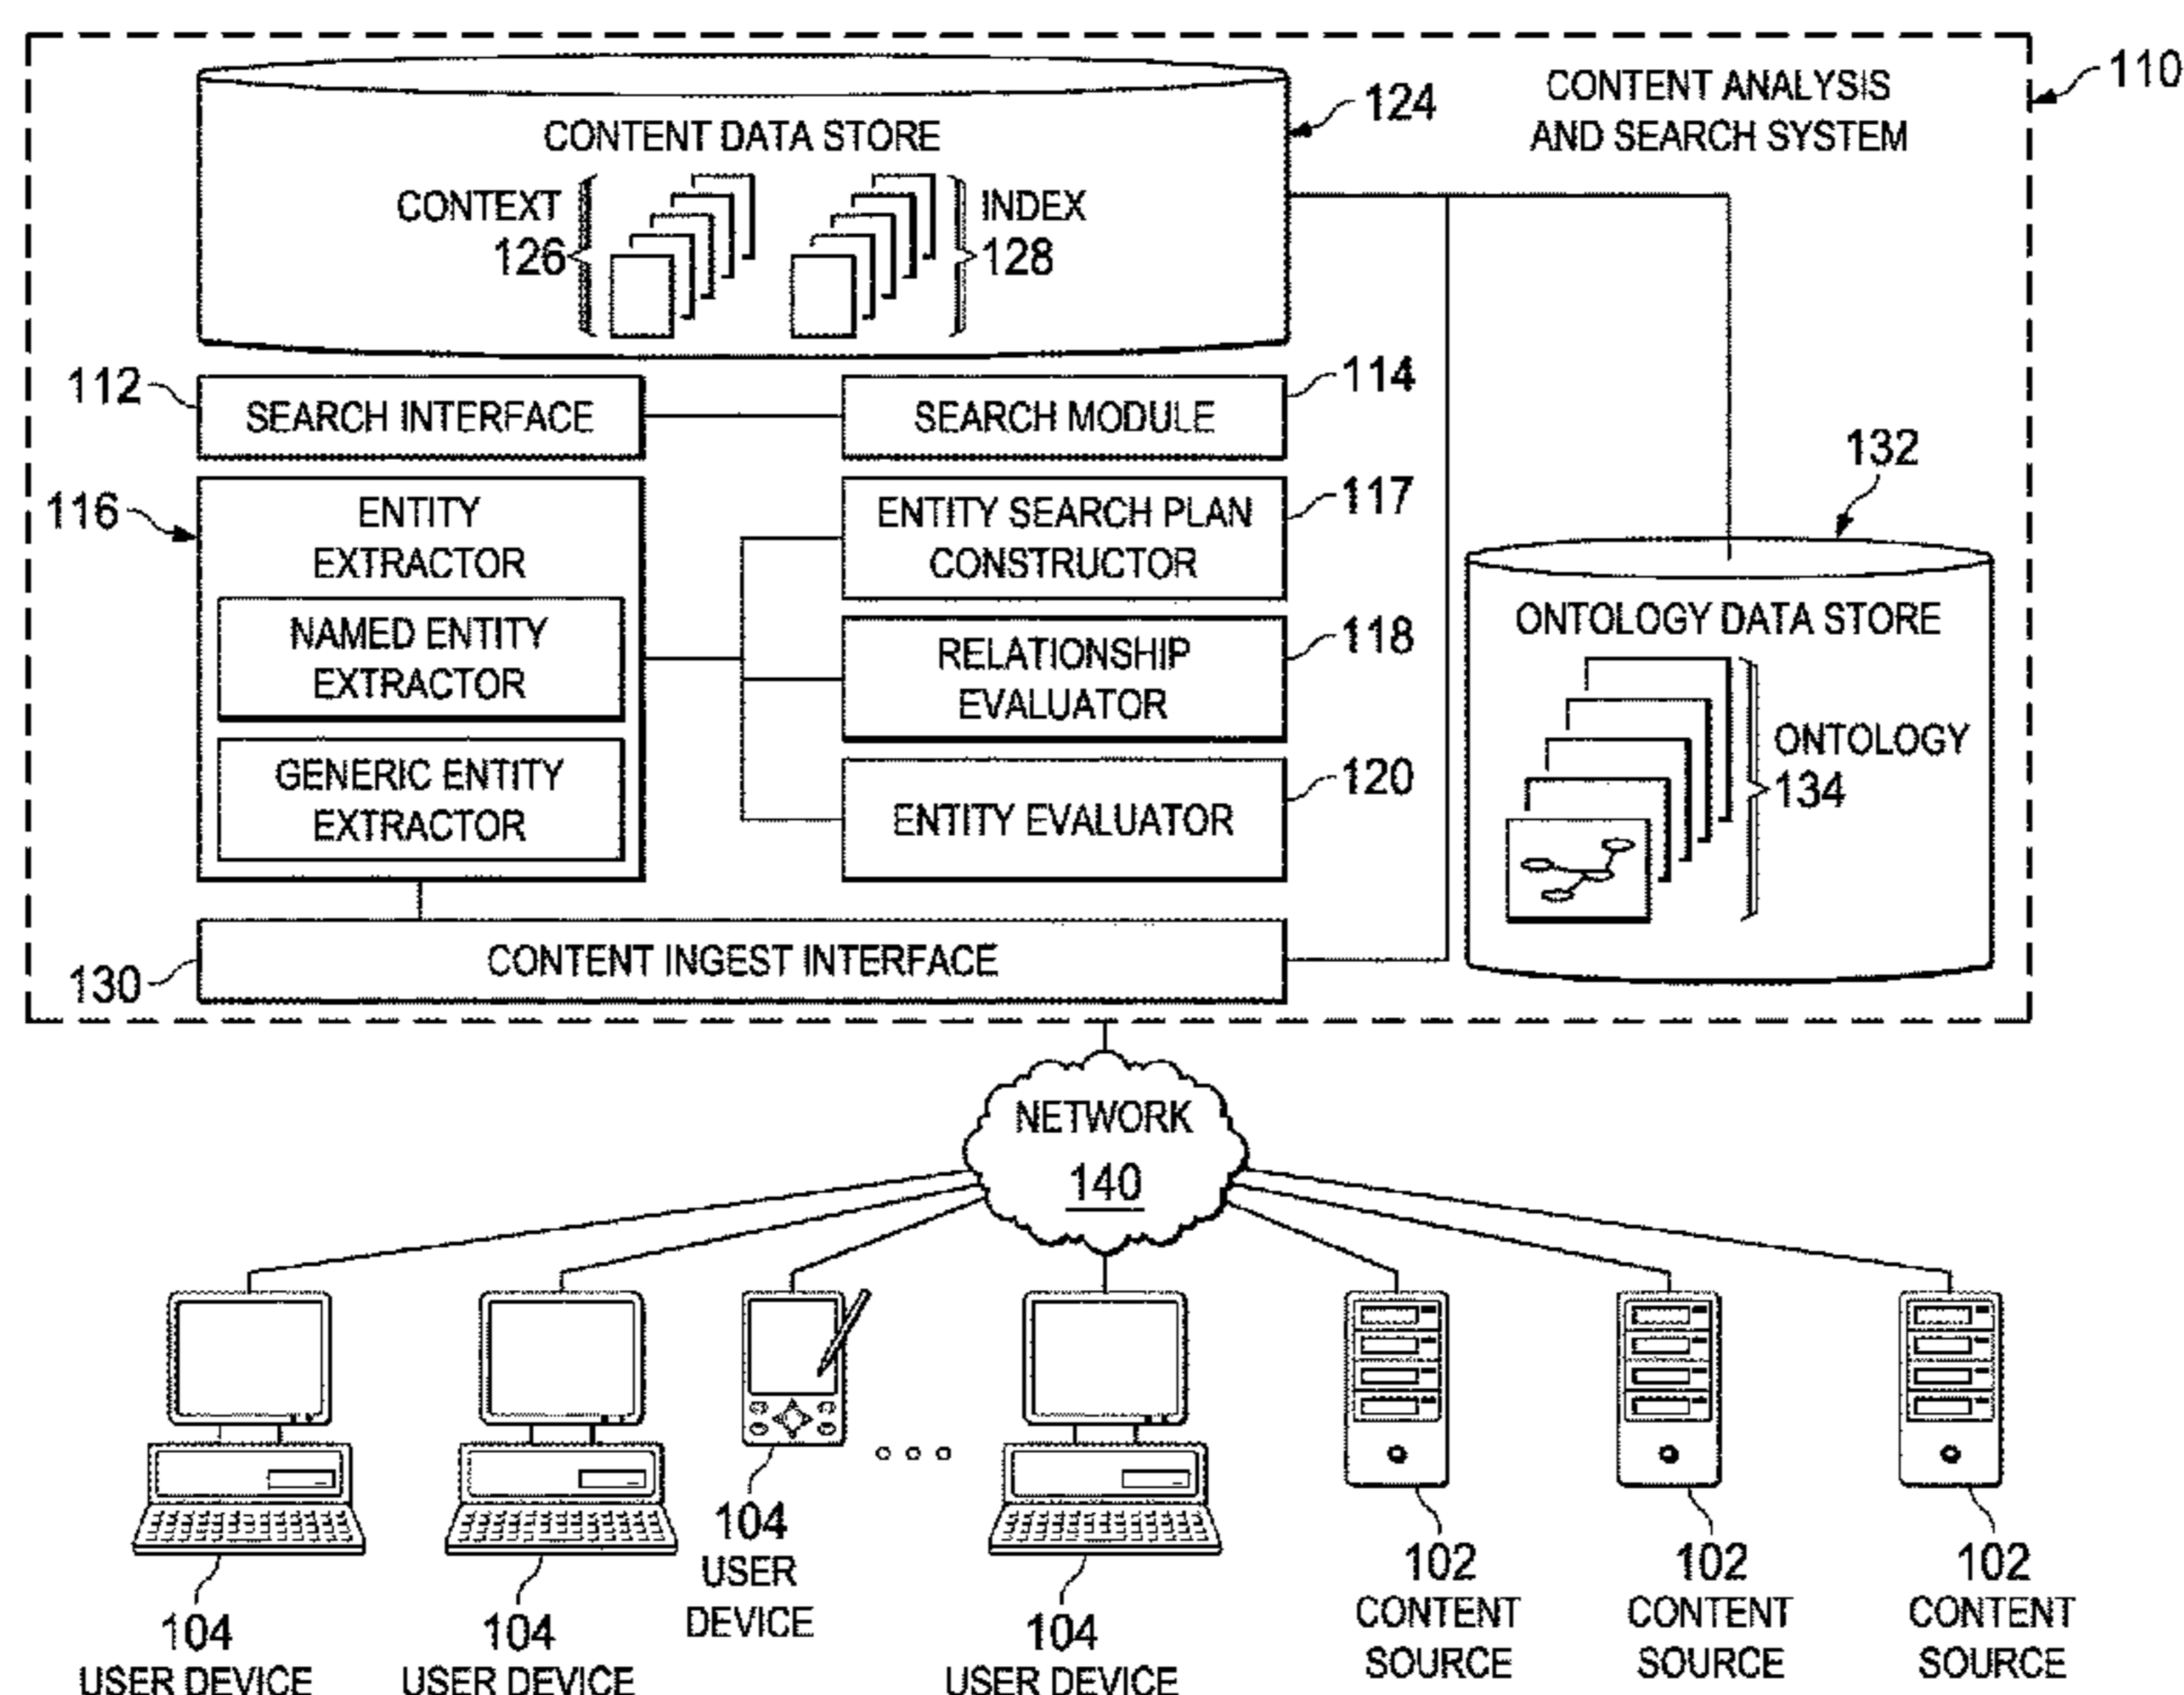 110
CONTENT ANALYSIS
AND SEARCH SYSTEM
124
CONTENT DATA STORE
CONTEXT
126
INDEX
128
112
SEARCH INTERFACE
SEARCH MODULE
114
116
ENTITY
EXTRACTOR
NAMED ENTITY
EXTRACTOR
GENERIC ENTITY
EXTRACTOR
ENTITY SEARCH PLAN
CONSTRUCTOR
117
RELATIONSHIP
EVALUATOR
118
ENTITY EVALUATOR
120
132
ONTOLOGY DATA STORE
ONTOLOGY
134
130
CONTENT INGEST INTERFACE
NETWORK
140
104
USER DEVICE
104
USER DEVICE
104
USER
DEVICE
104
USER DEVICE
102
CONTENT
SOURCE
102
CONTENT
SOURCE
102
CONTENT
SOURCE